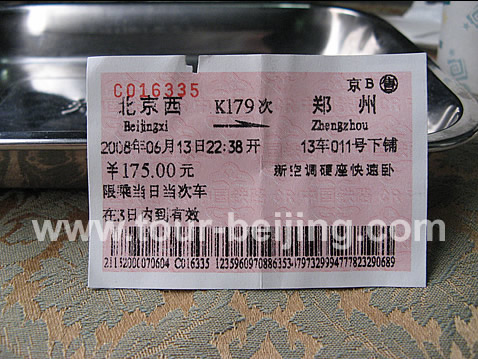 C016335
京B 售
北京西 K179次 郑州
Beijingxi Zhengzhou
2008年06月13日22:38开 13车011号下铺
¥175.00元 新空调硬座快速卧
限乘当日当次车
在3日内到有效
www.tour-beijing.com